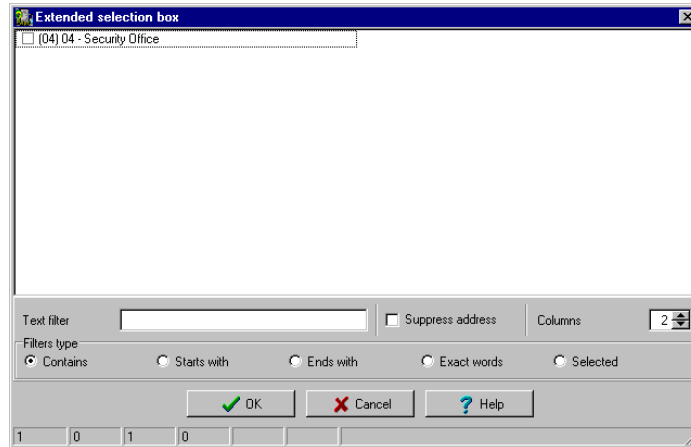 Extended selection box
(04) 04 - Security Office
Text filter Suppress address Columns 2
Filters type
Contains Starts with Ends with Exact words Selected
OK Cancel Help
1 0 1 0